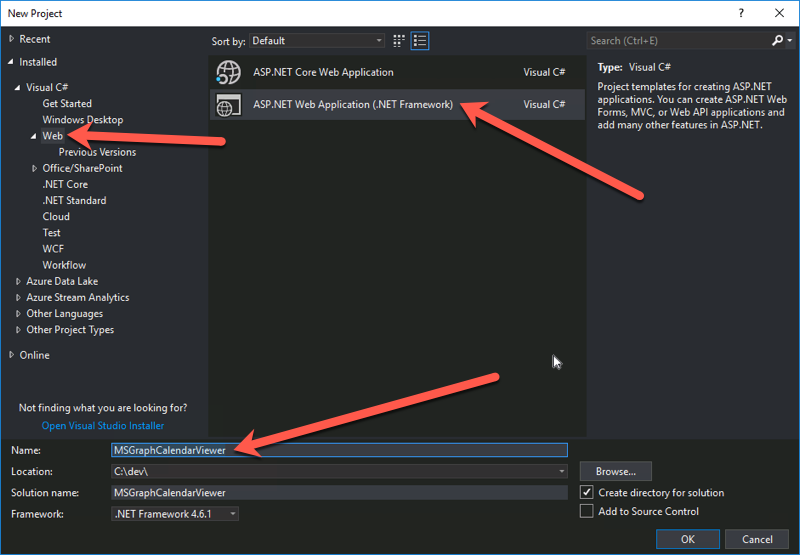 New Project
?
Recent
Installed
Visual C#
Get Started
Windows Desktop
Web
Previous Versions
Office/SharePoint
.NET Core
.NET Standard
Cloud
Test
WCF
Workflow
Azure Data Lake
Azure Stream Analytics
Other Languages
Other Project Types
Online
Not finding what you are looking for?
Open Visual Studio Installer
Sort by: Default
ASP.NET Core Web Application Visual C#
ASP.NET Web Application (.NET Framework) Visual C#
Search (Ctrl+E)
Type: Visual C#
Project templates for creating ASP.NET
applications. You can create ASP.NET Web
Forms, MVC, or Web API applications and
add many other features in ASP.NET.
Name: MSGraphCalendarViewer
Location: C:\dev\
Solution name: MSGraphCalendarViewer
Framework: .NET Framework 4.6.1
Browse...
Create directory for solution
Add to Source Control
OK
Cancel